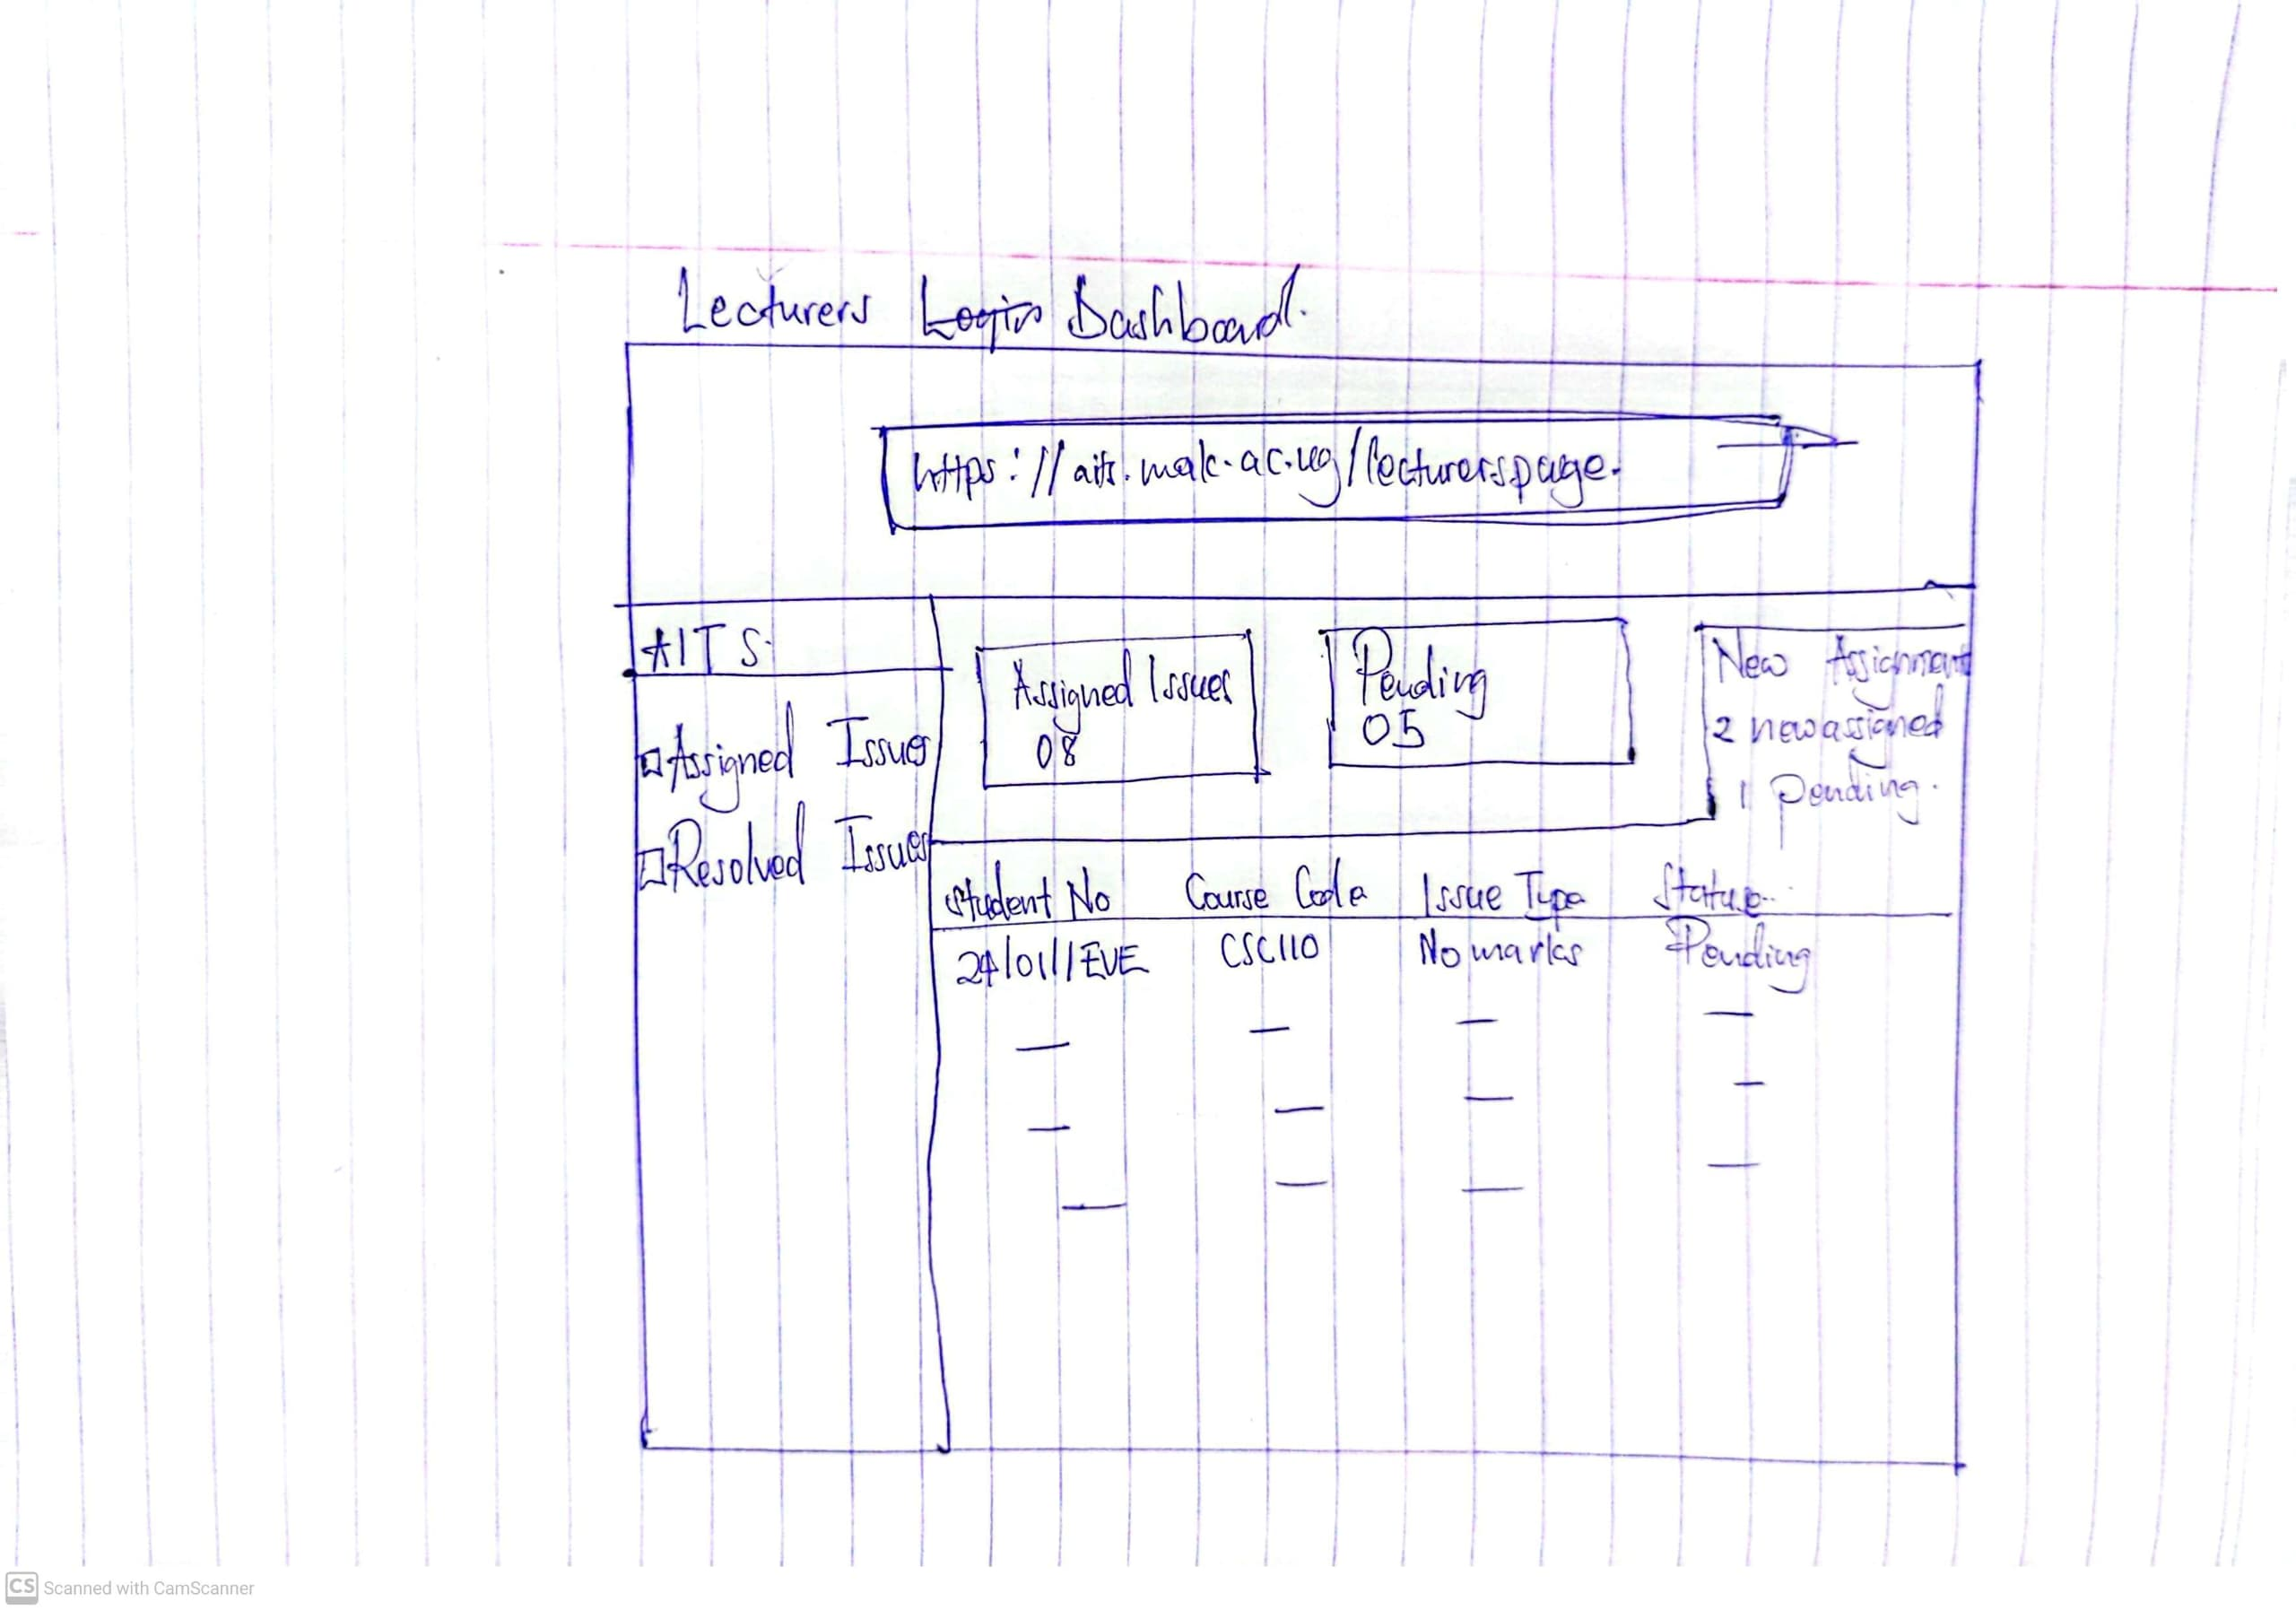 Lecturers Login Dashboard.
https://aits.mak.ac.ug/lecturerspage.
AITS
Assigned Issues
Resolved Issues
Assigned Issues
08
Pending
05
New Assignment
2 new assigned
1 pending.
Student No Course Code Issue Type Status
24/011/EVE CSC110 No marks Pending
CS Scanned with CamScanner